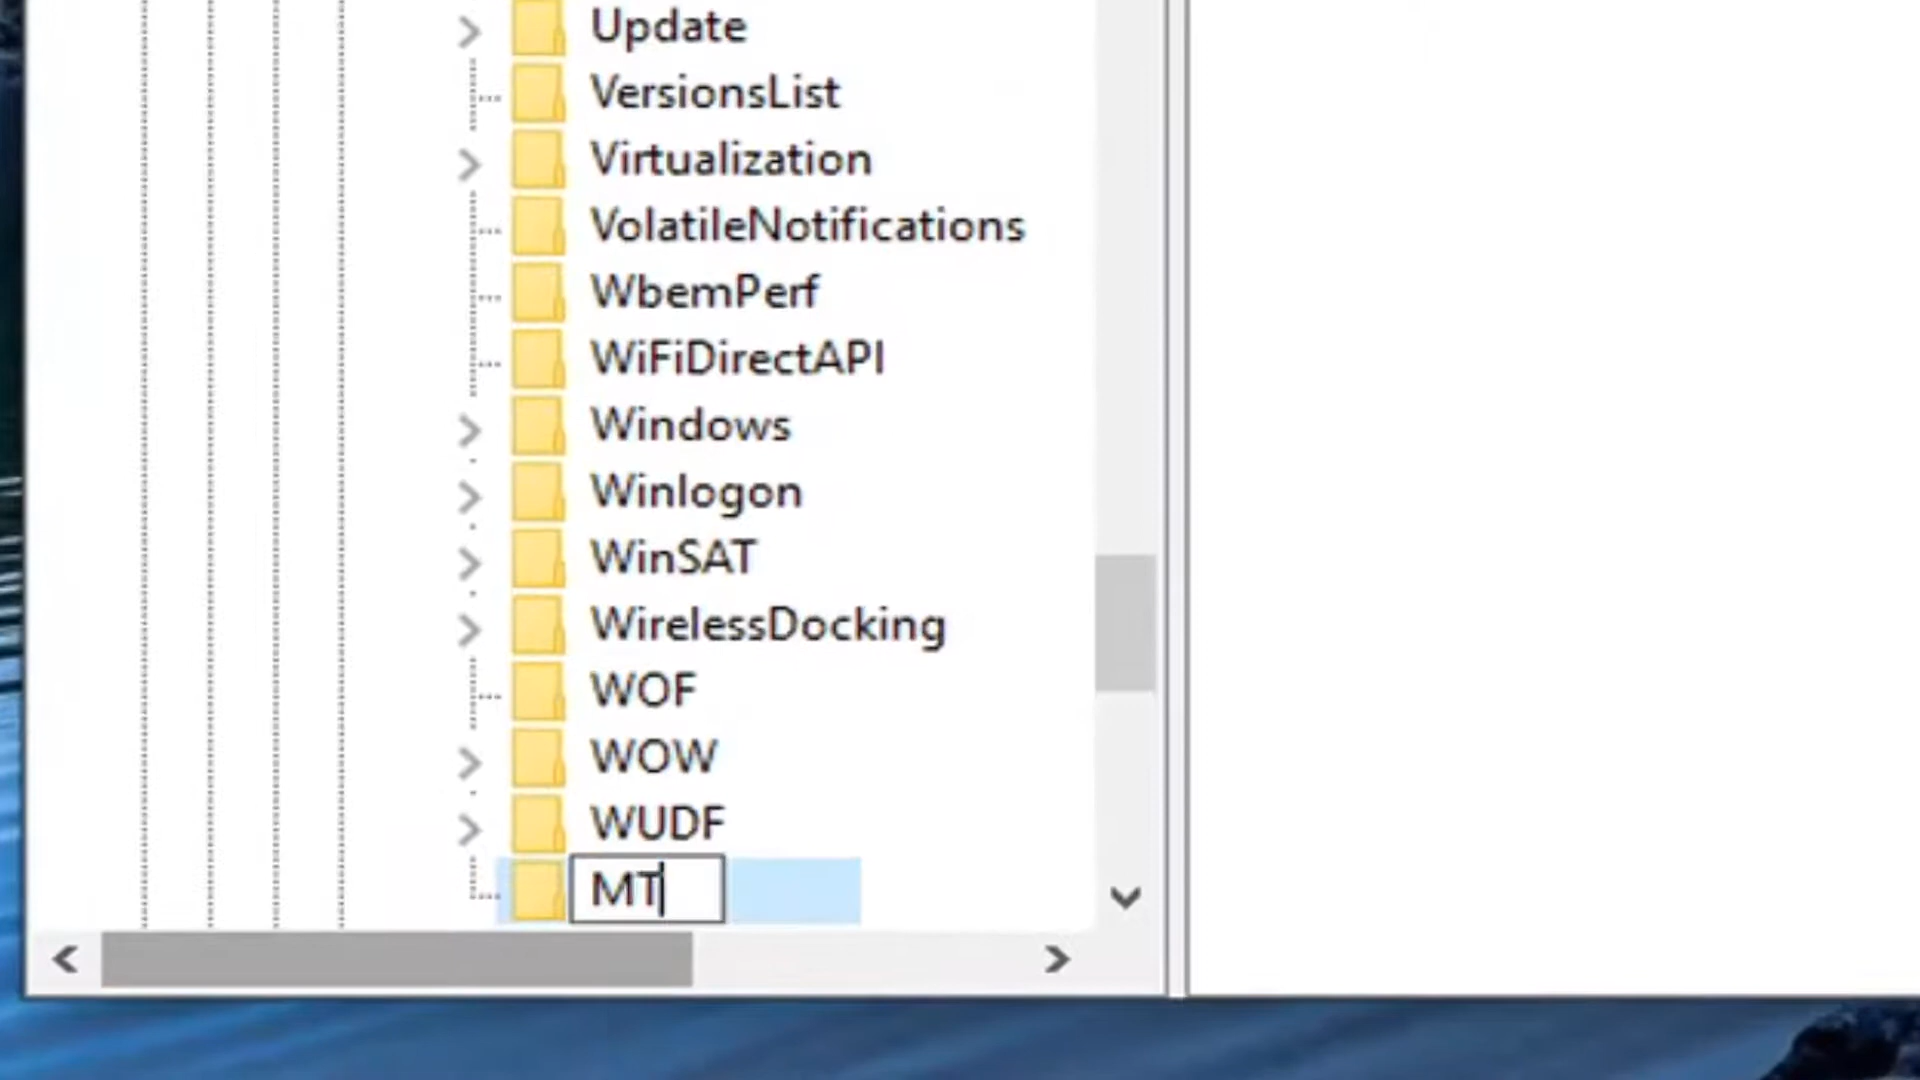 Update
VersionsList
Virtualization
VolatileNotifications
WbemPerf
WiFiDirectAPI
Windows
Winlogon
WinSAT
WirelessDocking
WOF
WOW
WUDF
MT